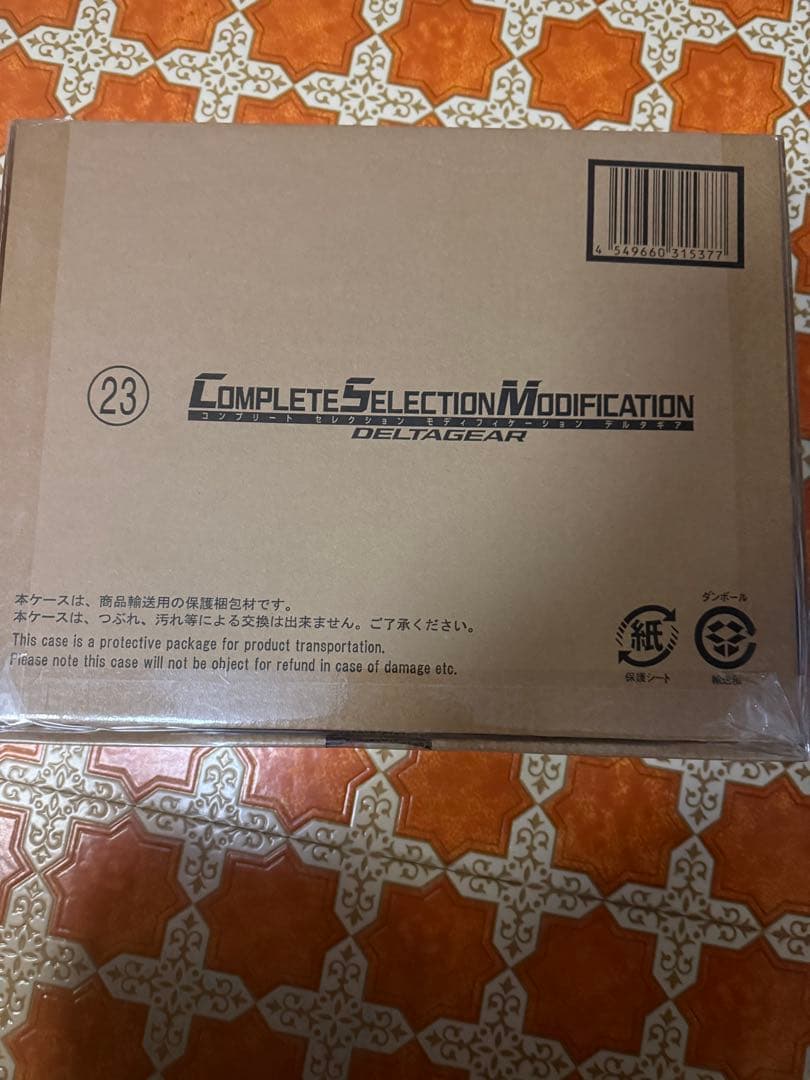 4 549660 315377
23
COMPLETE SELECTION MODIFICATION
コンプリート セレクション モディフィケーション デルタギア
DELTAGEAR
本ケースは、商品輸送用の保護梱包材です。
本ケースは、つぶれ、汚れ等による交換は出来ません。ご了承ください。
This case is a protective package for product transportation.
Please note this case will not be object for refund in case of damage etc.
紙
保護シート
ダンボール
輸送箱